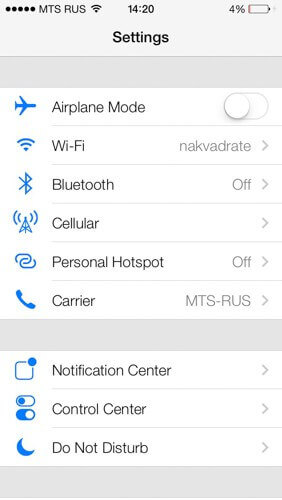 MTS RUS 14:20 4%
Settings
Airplane Mode
Wi-Fi nakvadrate
Bluetooth Off
Cellular
Personal Hotspot Off
Carrier MTS-RUS
Notification Center
Control Center
Do Not Disturb